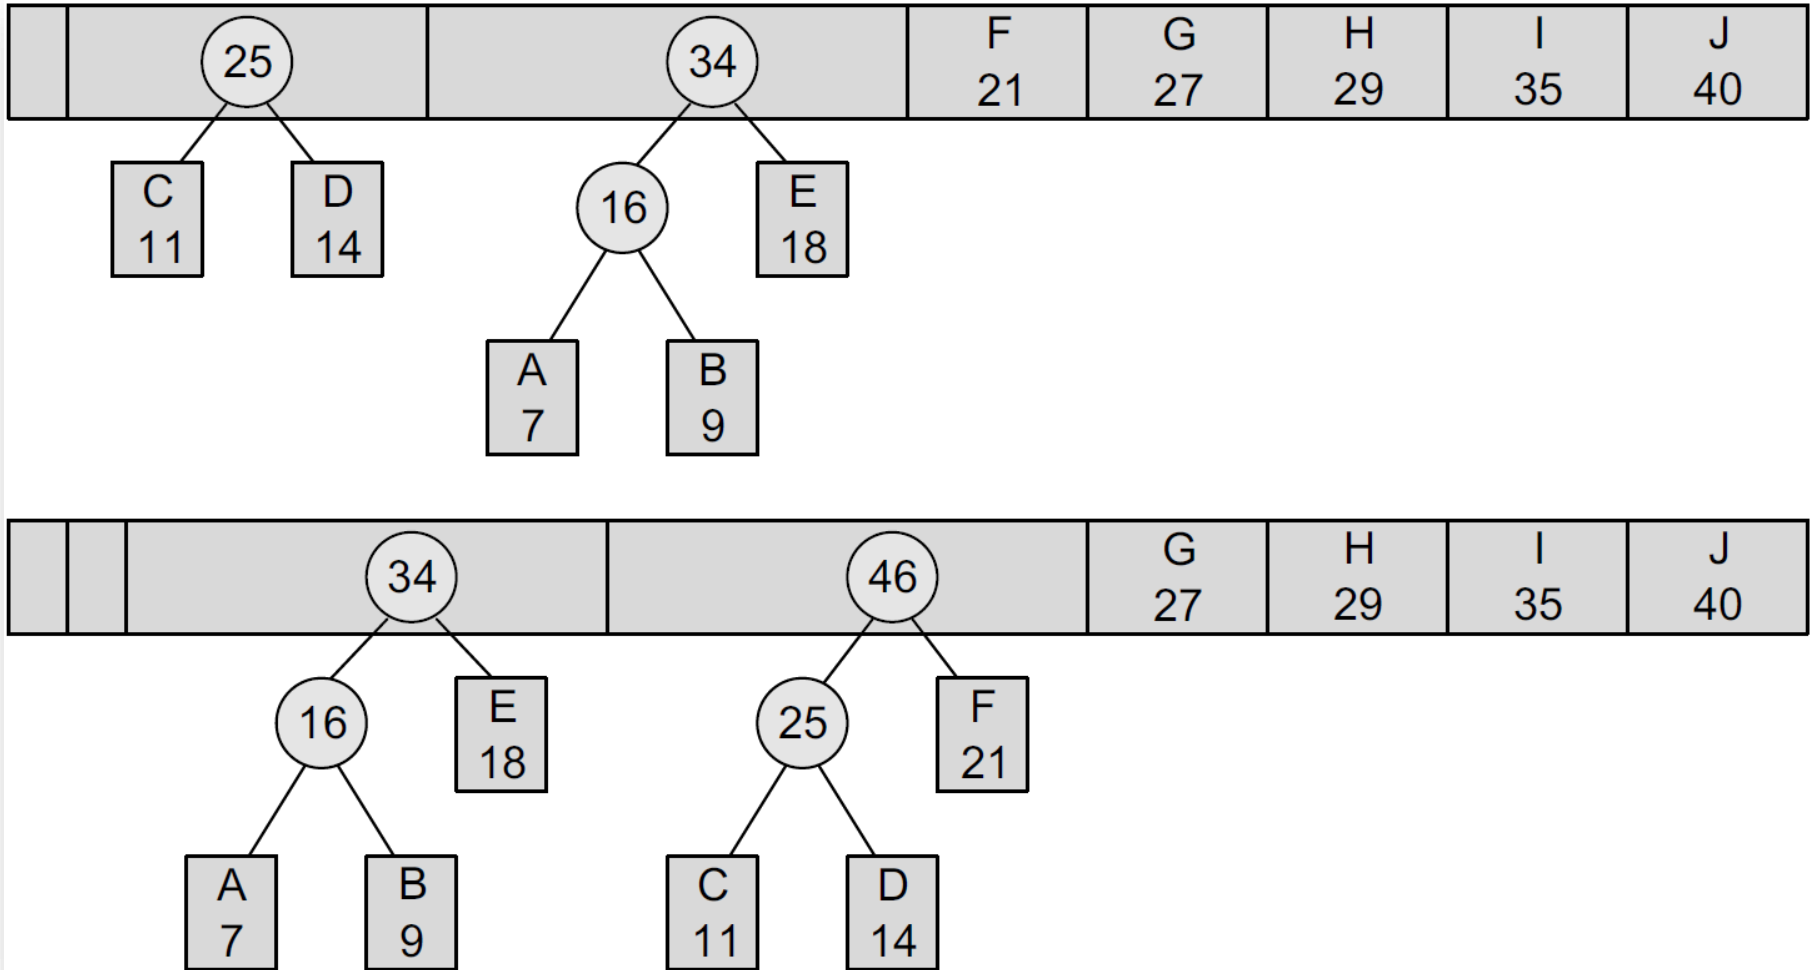 25 34 F G H I J
21 27 29 35 40
C D 16 E
11 14 18
A B
7 9
34 46 G H I J
27 29 35 40
16 E 25 F
18 21
A B C D
7 9 11 14